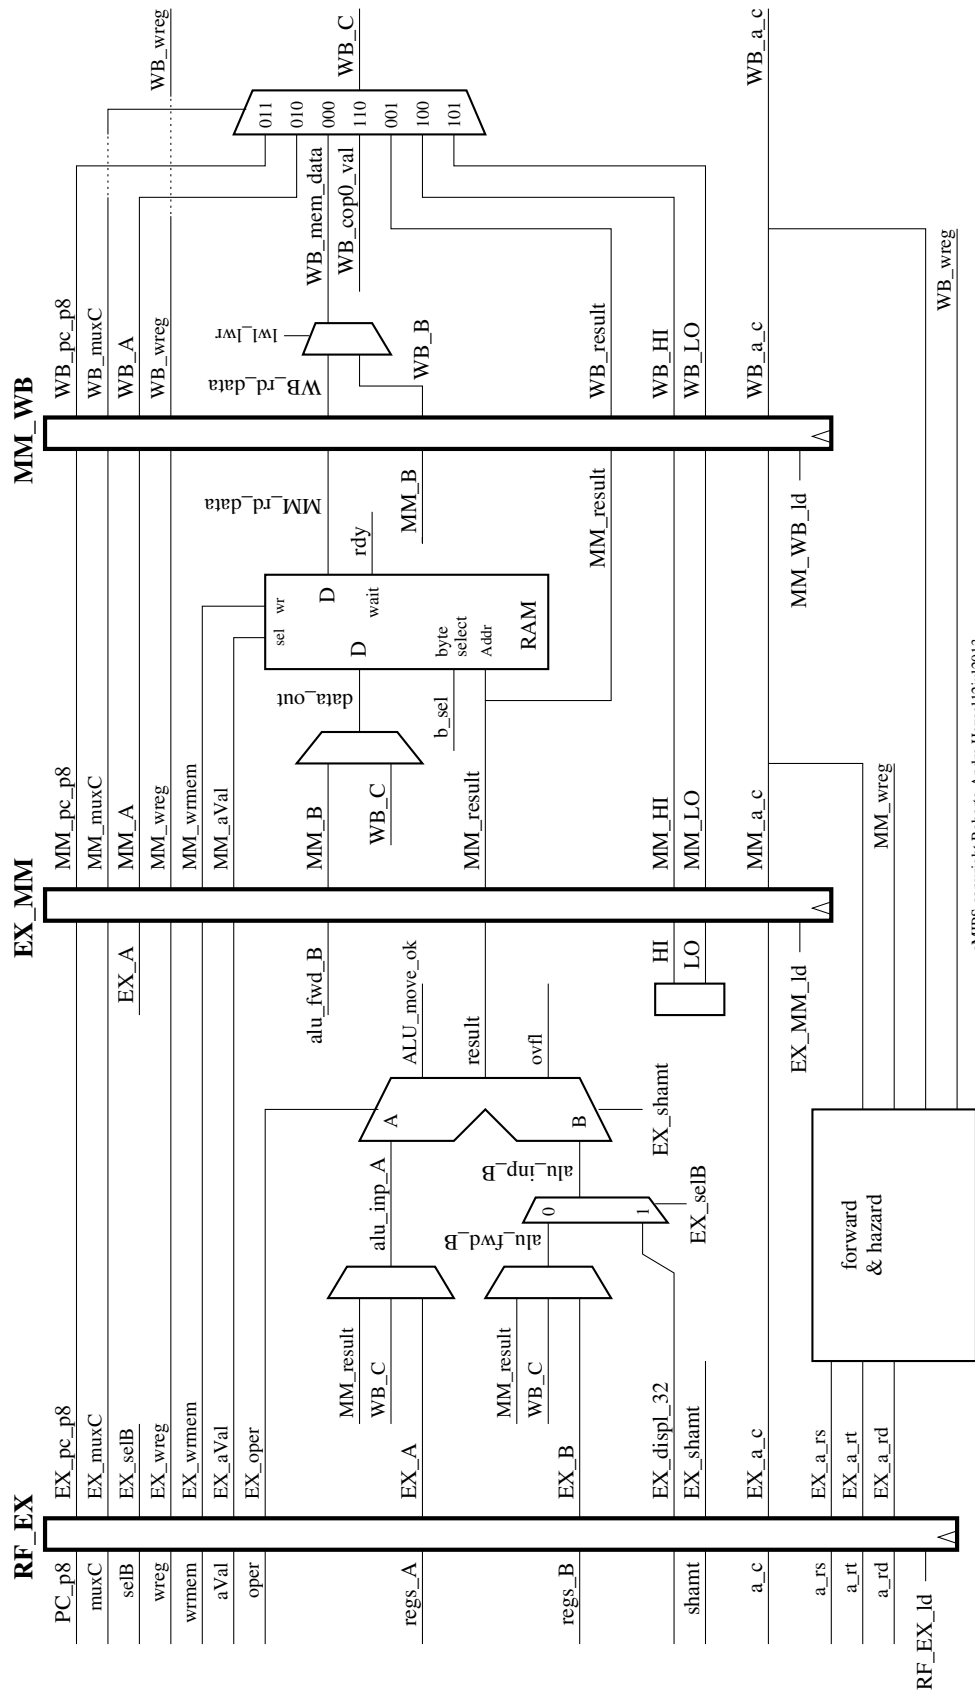 RF_EX
EX_MM
MM_WB
PC_p8
muxC
selB
wreg
wrmem
aVal
oper
regs_A
regs_B
shamt
a_c
a_rs
a_rt
a_rd
RF_EX_ld
EX_pc_p8
EX_muxC
EX_selB
EX_wreg
EX_wrmem
EX_aVal
EX_oper
EX_A
EX_B
EX_displ_32
EX_shamt
EX_a_c
EX_a_rs
EX_a_rt
EX_a_rd
MM_result
WB_C
MM_result
WB_C
alu_inp_A
alu_fwd_B
alu_inp_B
0
1
EX_selB
A
B
EX_shamt
forward
& hazard
EX_A
alu_fwd_B
ALU_move_ok
result
ovfl
HI
LO
EX_MM_ld
MM_pc_p8
MM_muxC
MM_A
MM_wreg
MM_wrmem
MM_aVal
MM_B
WB_C
MM_result
MM_HI
MM_LO
MM_a_c
MM_wreg
data_out
b_sel
sel
wr
D
D
wait
byte
select
Addr
RAM
MM_rd_data
rdy
MM_B
MM_result
MM_WB_ld
WB_pc_p8
WB_muxC
WB_A
WB_wreg
WB_rd_data
WB_B
lwl_lwr
WB_result
WB_HI
WB_LO
WB_a_c
WB_mem_data
WB_cop0_val
011
010
000
110
001
100
101
WB_wreg
WB_C
WB_a_c
WB_wreg